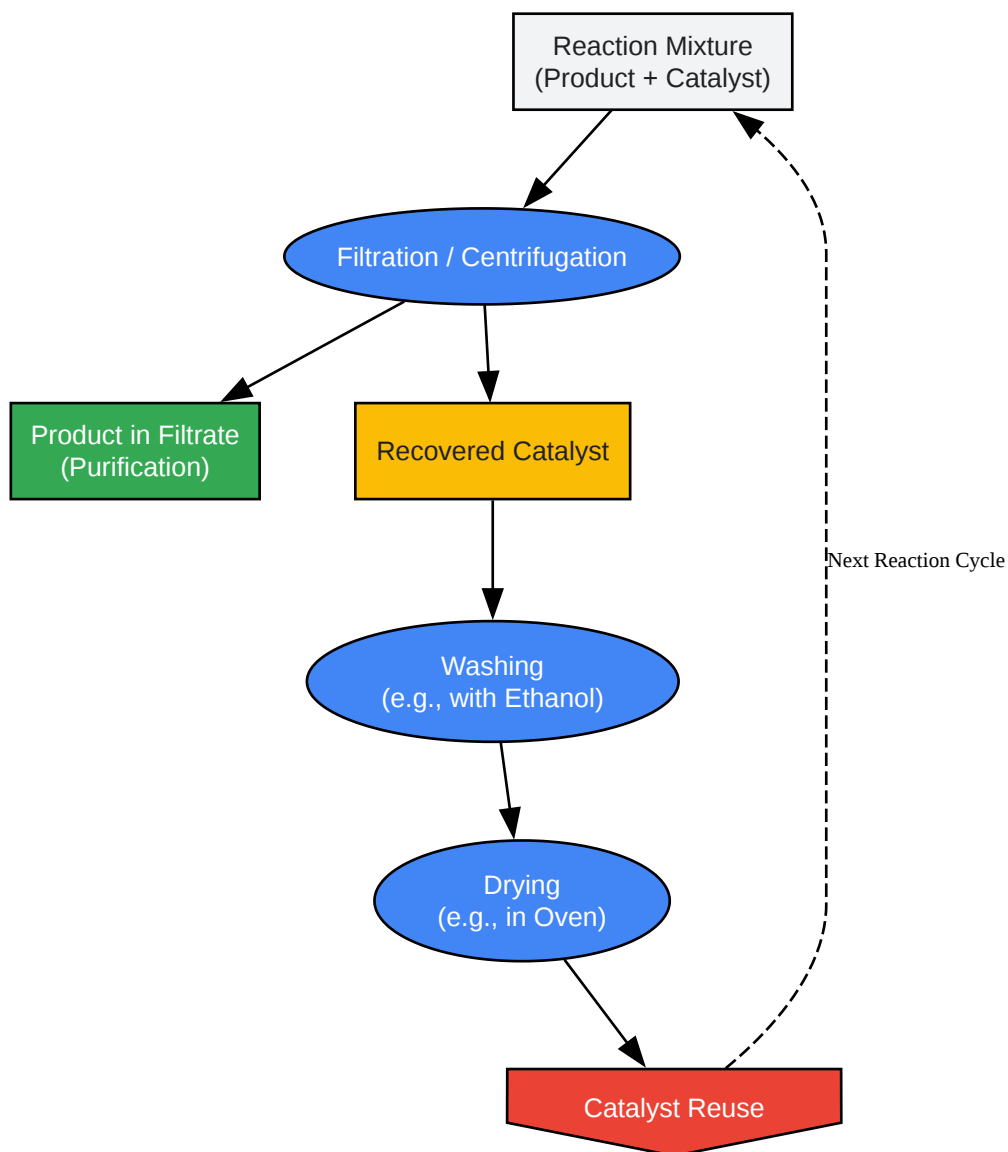 Reaction Mixture
(Product + Catalyst)
Filtration / Centrifugation
Product in Filtrate
(Purification)
Recovered Catalyst
Next Reaction Cycle
Washing
(e.g., with Ethanol)
Drying
(e.g., in Oven)
Catalyst Reuse